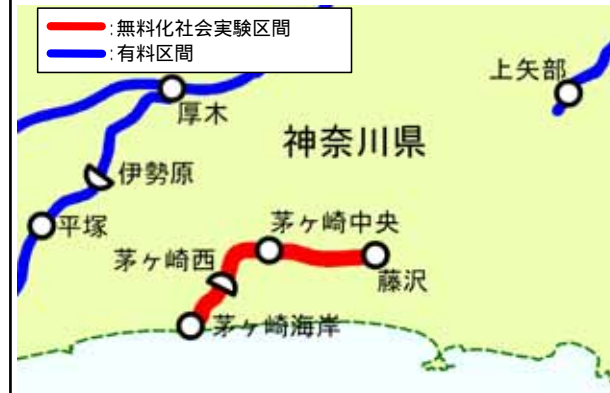 :無料化社会実験区間
:有料区間
上矢部
厚木
神奈川県
伊勢原
平塚
茅ヶ崎中央
茅ヶ崎西
藤沢
茅ヶ崎海岸